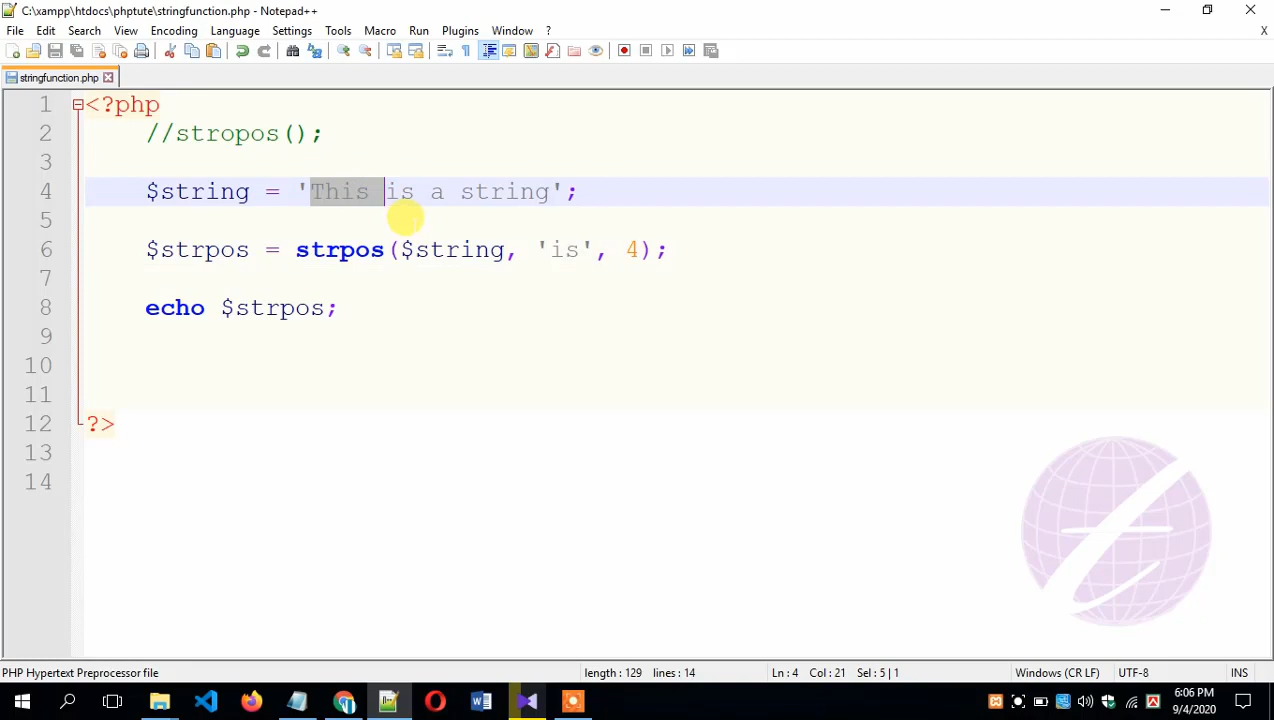 C:\xampp\htdocs\phptute\stringfunction.php - Notepad++
File Edit Search View Encoding Language Settings Tools Macro Run Plugins Window ? X
stringfunction.php
1 <?php
2 //stropos();
3
4 $string = 'This is a string';
5
6 $strpos = strpos($string, 'is', 4);
7
8 echo $strpos;
9
10
11
12 ?>
13
14
PHP Hypertext Preprocessor file length : 129 lines : 14 Ln : 4 Col : 21 Sel : 5 | 1 Windows (CR LF) UTF-8 INS
6:06 PM
9/4/2020